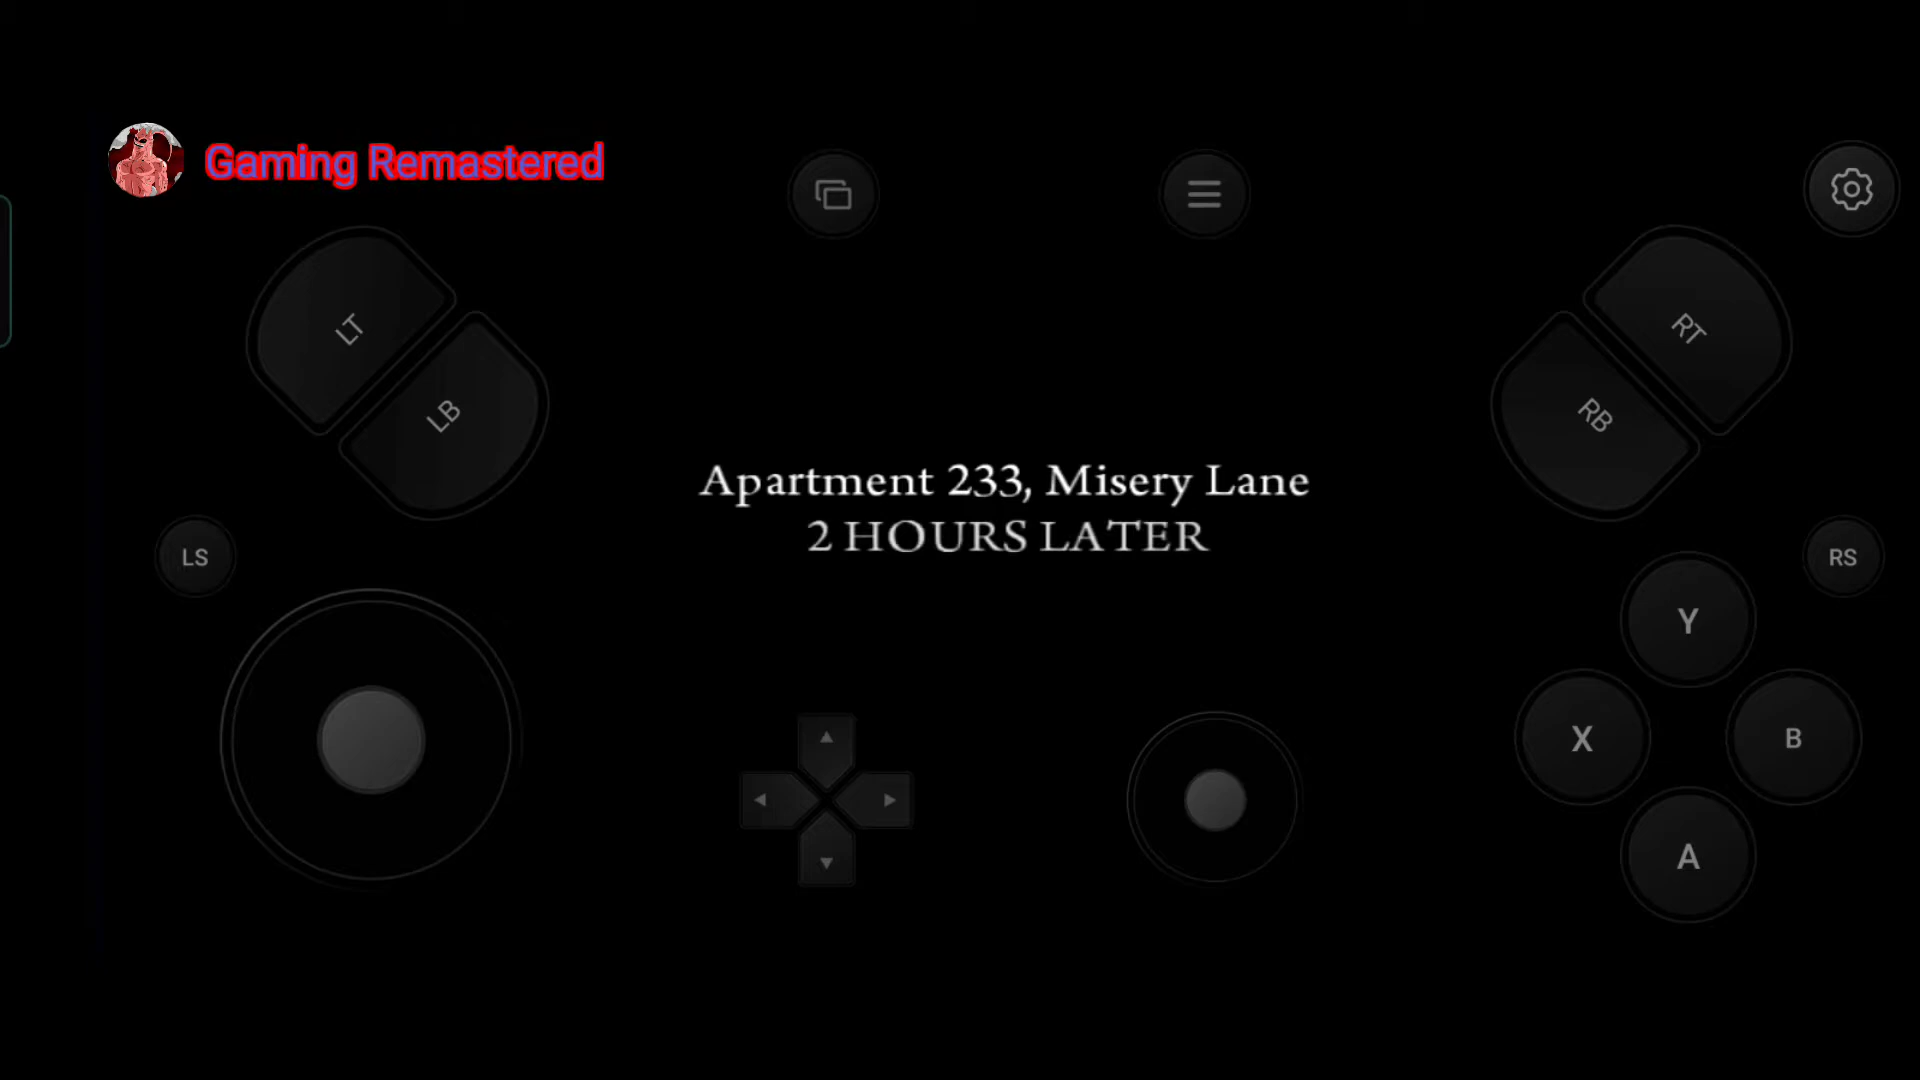 Gaming Remastered
LT
RT
LB
RB
Apartment 233, Misery Lane
2 HOURS LATER
LS
RS
Y
X
B
A